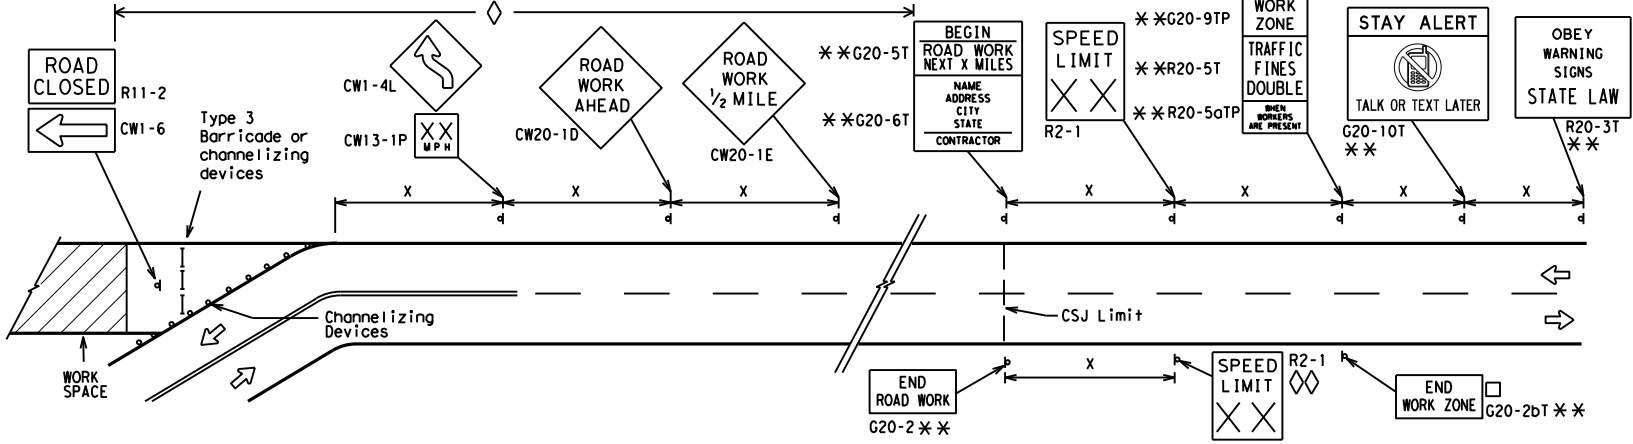 ROAD
CLOSED
R11-2
CW1-6
Type 3
Barricade or
channelizing
devices
CW1-4L
XX
MPH
CW13-1P
ROAD
WORK
AHEAD
CW20-1D
ROAD
WORK
1/2 MILE
CW20-1E
**G20-5T
**G20-6T
BEGIN
ROAD WORK
NEXT X MILES
NAME
ADDRESS
CITY
STATE
CONTRACTOR
SPEED
LIMIT
XX
R2-1
**G20-9TP
**R20-5T
**R20-5aTP
WORK
ZONE
TRAFFIC
FINES
DOUBLE
WHEN
WORKERS
ARE PRESENT
STAY ALERT
TALK OR TEXT LATER
G20-10T
**
OBEY
WARNING
SIGNS
STATE LAW
R20-3T
**
X
X
X
X
X
X
X
Channelizing
Devices
WORK
SPACE
CSJ Limit
X
END
ROAD WORK
G20-2**
SPEED
LIMIT
XX
R2-1
END
WORK ZONE
G20-2bT**